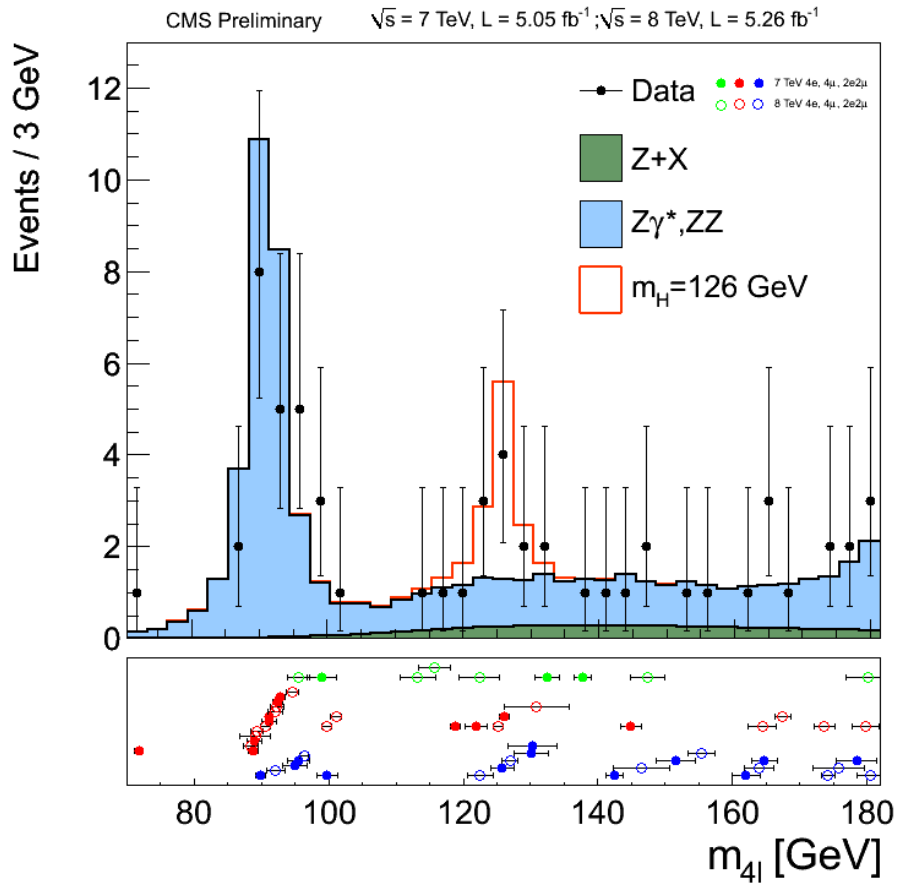 CMS Preliminary √s = 7 TeV, L = 5.05 fb⁻¹ ; √s = 8 TeV, L = 5.26 fb⁻¹
Events / 3 GeV
12
10
8
6
4
2
0
Data
7 TeV 4e, 4μ, 2e2μ
8 TeV 4e, 4μ, 2e2μ
Z+X
Zγ*,ZZ
m_H=126 GeV
80 100 120 140 160 180
m_4l [GeV]